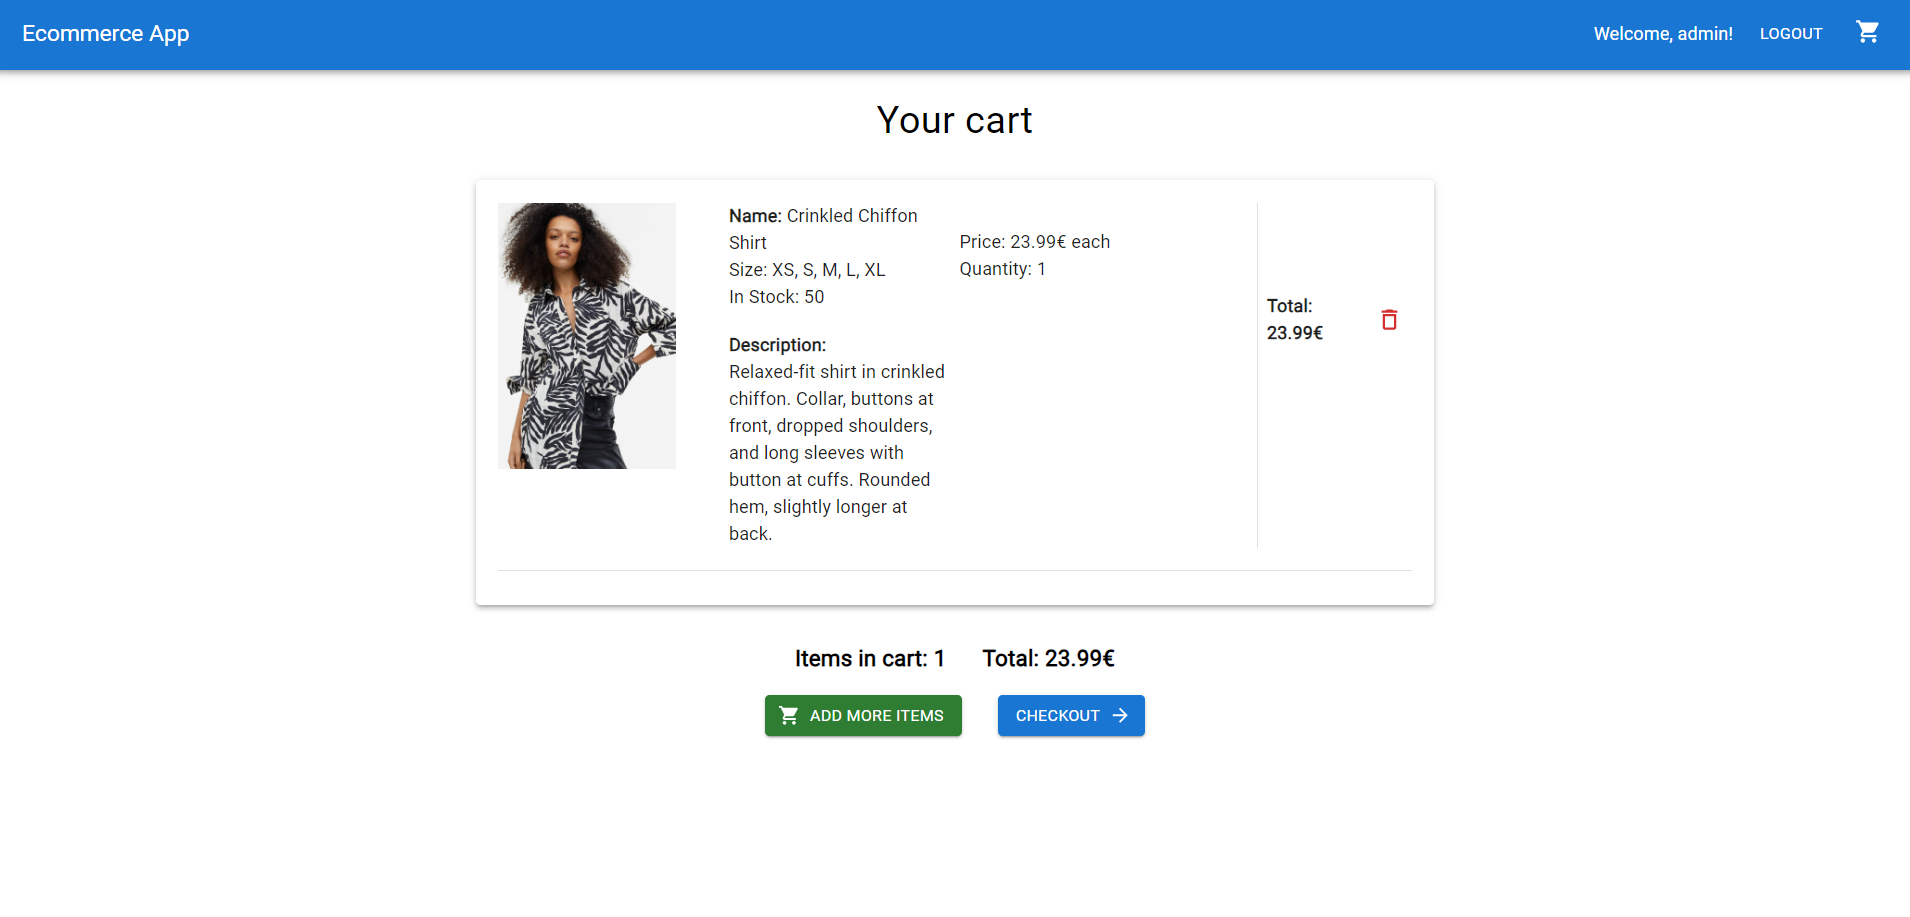 Ecommerce App
Welcome, admin!
LOGOUT
Your cart
Name: Crinkled Chiffon
Shirt
Size: XS, S, M, L, XL
In Stock: 50
Description:
Relaxed-fit shirt in crinkled
chiffon. Collar, buttons at
front, dropped shoulders,
and long sleeves with
button at cuffs. Rounded
hem, slightly longer at
back.
Price: 23.99€ each
Quantity: 1
Total:
23.99€
Items in cart: 1
Total: 23.99€
ADD MORE ITEMS
CHECKOUT